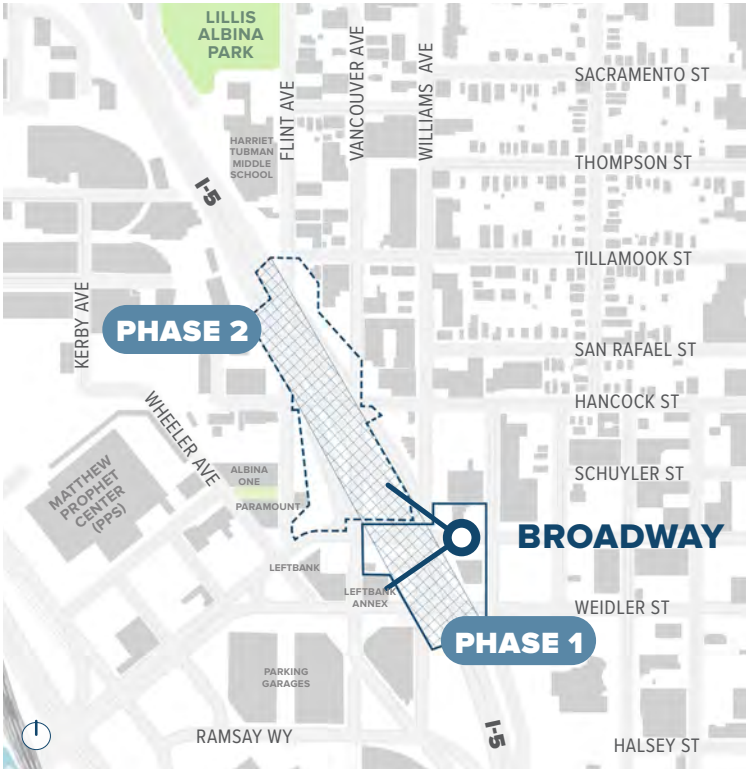 LILLIS
ALBINA
PARK
FLINT AVE
VANCOUVER AVE
WILLIAMS AVE
SACRAMENTO ST
HARRIET
TUBMAN
MIDDLE
SCHOOL
THOMPSON ST
I-5
TILLAMOOK ST
KERBY AVE
PHASE 2
SAN RAFAEL ST
HANCOCK ST
WHEELER AVE
MATTHEW
PROPHET
CENTER
(PPS)
ALBINA
ONE
SCHUYLER ST
PARAMOUNT
BROADWAY
LEFTBANK
LEFTBANK
ANNEX
WEIDLER ST
PHASE 1
PARKING
GARAGES
RAMSAY WY
I-5
HALSEY ST